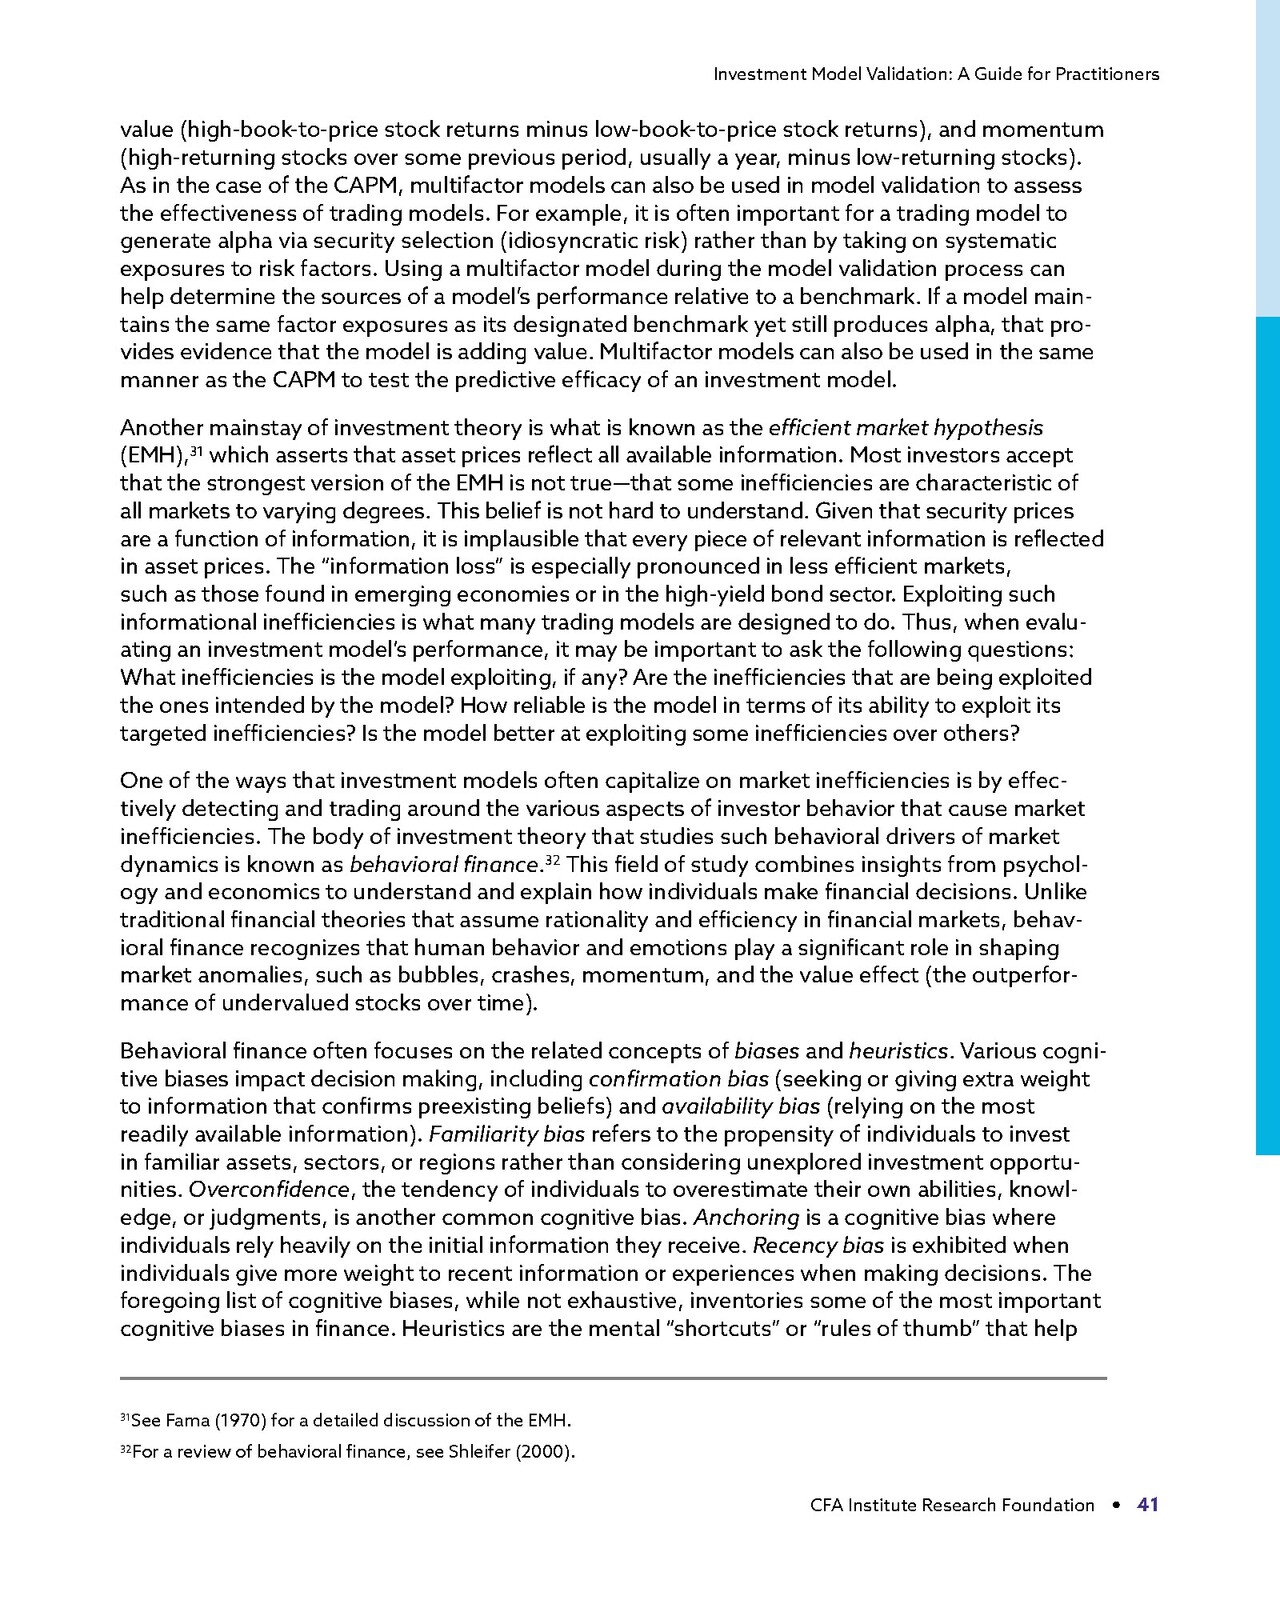 Investment Model Validation: A Guide for Practitioners
value (high-book-to-price stock returns minus low-book-to-price stock returns), and momentum
(high-returning stocks over some previous period, usually a year, minus low-returning stocks).
As in the case of the CAPM, multifactor models can also be used in model validation to assess
the effectiveness of trading models. For example, it is often important for a trading model to
generate alpha via security selection (idiosyncratic risk) rather than by taking on systematic
exposures to risk factors. Using a multifactor model during the model validation process can
help determine the sources of a model’s performance relative to a benchmark. If a model main-
tains the same factor exposures as its designated benchmark yet still produces alpha, that pro-
vides evidence that the model is adding value. Multifactor models can also be used in the same
manner as the CAPM to test the predictive efficacy of an investment model.
Another mainstay of investment theory is what is known as the efficient market hypothesis
(EMH),³¹ which asserts that asset prices reflect all available information. Most investors accept
that the strongest version of the EMH is not true—that some inefficiencies are characteristic of
all markets to varying degrees. This belief is not hard to understand. Given that security prices
are a function of information, it is implausible that every piece of relevant information is reflected
in asset prices. The “information loss” is especially pronounced in less efficient markets,
such as those found in emerging economies or in the high-yield bond sector. Exploiting such
informational inefficiencies is what many trading models are designed to do. Thus, when evalu-
ating an investment model’s performance, it may be important to ask the following questions:
What inefficiencies is the model exploiting, if any? Are the inefficiencies that are being exploited
the ones intended by the model? How reliable is the model in terms of its ability to exploit its
targeted inefficiencies? Is the model better at exploiting some inefficiencies over others?
One of the ways that investment models often capitalize on market inefficiencies is by effec-
tively detecting and trading around the various aspects of investor behavior that cause market
inefficiencies. The body of investment theory that studies such behavioral drivers of market
dynamics is known as behavioral finance.³² This field of study combines insights from psychol-
ogy and economics to understand and explain how individuals make financial decisions. Unlike
traditional financial theories that assume rationality and efficiency in financial markets, behav-
ioral finance recognizes that human behavior and emotions play a significant role in shaping
market anomalies, such as bubbles, crashes, momentum, and the value effect (the outperfor-
mance of undervalued stocks over time).
Behavioral finance often focuses on the related concepts of biases and heuristics. Various cogni-
tive biases impact decision making, including confirmation bias (seeking or giving extra weight
to information that confirms preexisting beliefs) and availability bias (relying on the most
readily available information). Familiarity bias refers to the propensity of individuals to invest
in familiar assets, sectors, or regions rather than considering unexplored investment opportu-
nities. Overconfidence, the tendency of individuals to overestimate their own abilities, knowl-
edge, or judgments, is another common cognitive bias. Anchoring is a cognitive bias where
individuals rely heavily on the initial information they receive. Recency bias is exhibited when
individuals give more weight to recent information or experiences when making decisions. The
foregoing list of cognitive biases, while not exhaustive, inventories some of the most important
cognitive biases in finance. Heuristics are the mental “shortcuts” or “rules of thumb” that help
³¹See Fama (1970) for a detailed discussion of the EMH.
³²For a review of behavioral finance, see Shleifer (2000).
CFA Institute Research Foundation • 41